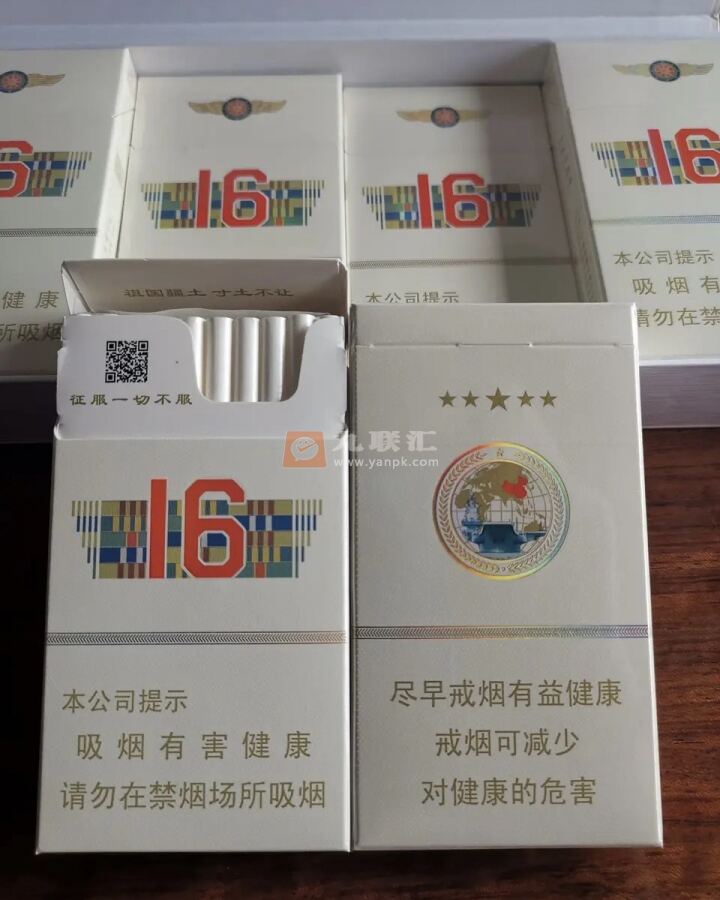 16
16
16
16
本公司提示
吸烟有
请勿在禁
健康
所吸烟
本公司提示
祖国疆土 寸土不让
征服一切不服
九联汇
www.yanpk.com
16
本公司提示
吸烟有害健康
请勿在禁烟场所吸烟
尽早戒烟有益健康
戒烟可减少
对健康的危害